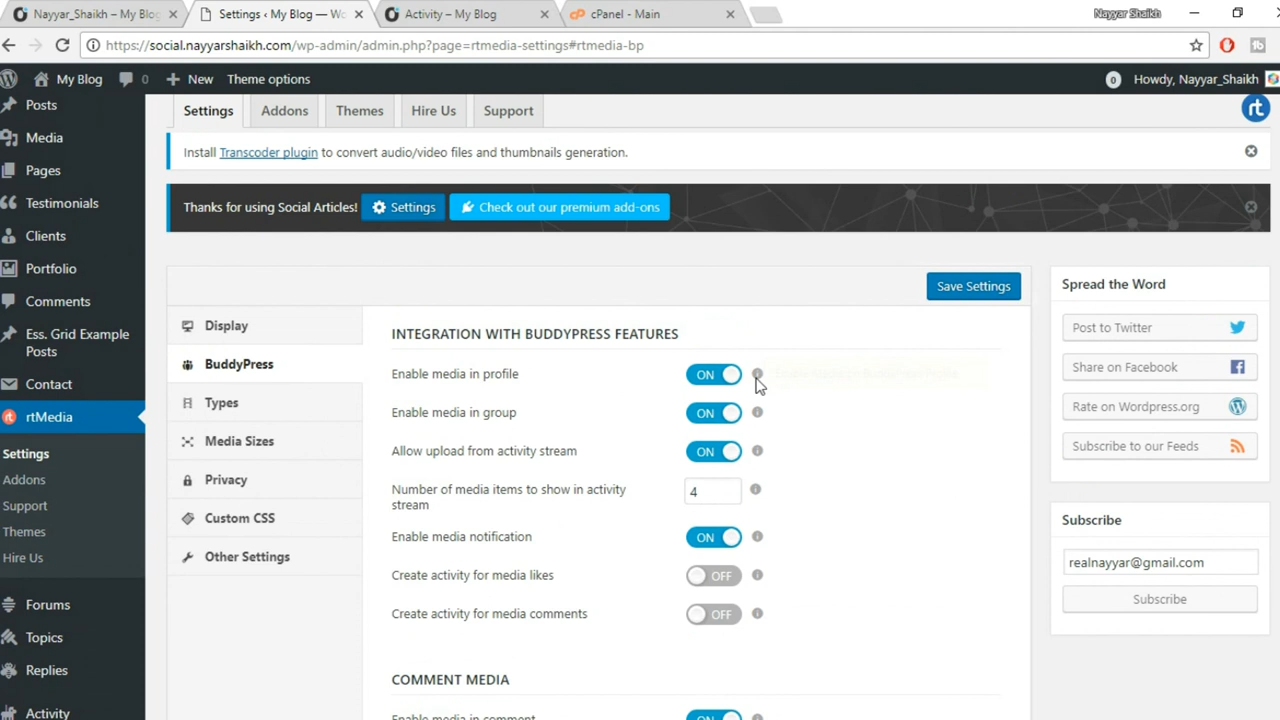 Nayyar_Shaikh – My Blog
Settings ‹ My Blog — Wo
Activity – My Blog
cPanel - Main
Nayyar Shaikh
https://social.nayyarshaikh.com/wp-admin/admin.php?page=rtmedia-settings#rtmedia-bp
My Blog
0
New
Theme options
0
Howdy, Nayyar_Shaikh
Posts
Media
Pages
Testimonials
Clients
Portfolio
Comments
Ess. Grid Example
Posts
Contact
rtMedia
Settings
Addons
Support
Themes
Hire Us
Forums
Topics
Replies
Activity
Settings
Addons
Themes
Hire Us
Support
rt
Install Transcoder plugin to convert audio/video files and thumbnails generation.
Thanks for using Social Articles!
Settings
Check out our premium add-ons
Save Settings
Display
BuddyPress
Types
Media Sizes
Privacy
Custom CSS
Other Settings
INTEGRATION WITH BUDDYPRESS FEATURES
Enable media in profile
ON
Enable media in group
ON
Allow upload from activity stream
ON
Number of media items to show in activity
stream
4
Enable media notification
ON
Create activity for media likes
OFF
Create activity for media comments
OFF
COMMENT MEDIA
Enable media in comment
ON
Spread the Word
Post to Twitter
Share on Facebook
Rate on Wordpress.org
Subscribe to our Feeds
Subscribe
realnayyar@gmail.com
Subscribe